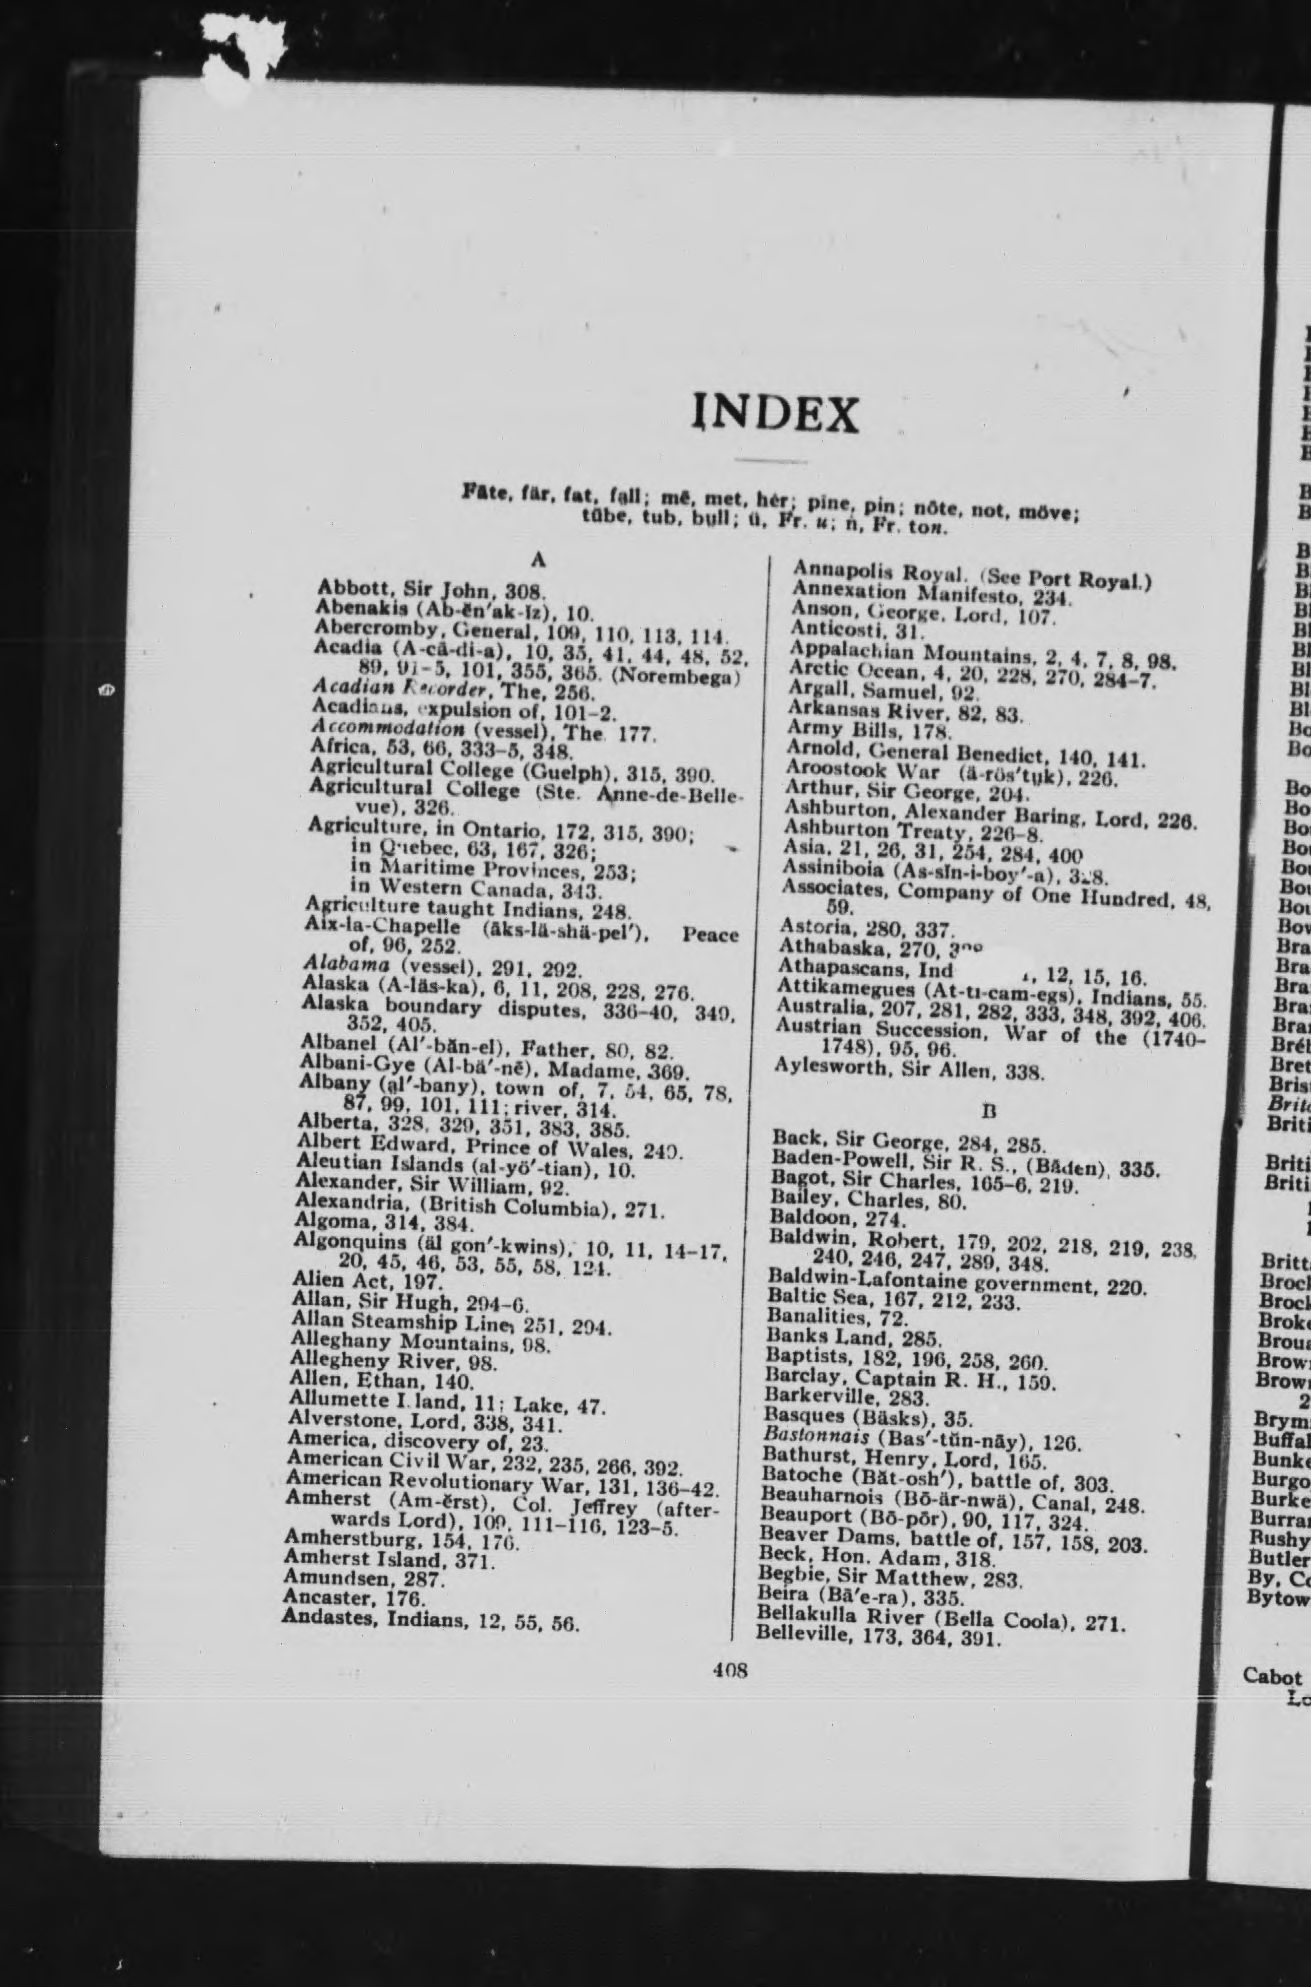 INDEX
Fāte, fär, fat, fąll; mē, met, hėr; pīne, pin; nōte, not, möve;
tūbe, tub, bụll; ü, Fr. u; ṅ, Fr. ton.
A
Abbott, Sir John, 308.
Abenakis (Ab-ĕn'ak-ĭz), 10.
Abercromby, General, 109, 110, 113, 114.
Acadia (A-cā-di-a), 10, 35, 41, 44, 48, 52,
89, 101, 355, 365. (Norembega)
Acadian Recorder, The, 256.
Acadians, expulsion of, 101-2.
Accommodation (vessel), The 177.
Africa, 53, 66, 333-5, 348.
Agricultural College (Guelph), 315, 390.
Agricultural College (Ste. Anne-de-Belle-
vue), 326.
Agriculture, in Ontario, 172, 315, 390;
in Quebec, 63, 167, 326;
in Maritime Provinces, 253;
in Western Canada, 343.
Agriculture taught Indians, 248.
Aix-la-Chapelle (āks-lä-shä-pel'), Peace
of, 96, 252.
Alabama (vessel), 291, 292.
Alaska (A-läs-ka), 6, 11, 208, 228, 276.
Alaska boundary disputes, 336-40, 349,
352, 405.
Albanel (Al'-băn-el), Father, 80, 82.
Albani-Gye (Al-bä'-nē), Madame, 369.
Albany (ąl'-bany), town of, 7, 54, 65, 78,
87, 99, 101, 111; river, 314.
Alberta, 328, 329, 351, 383, 385.
Albert Edward, Prince of Wales, 249.
Aleutian Islands (al-yö'-tian), 10.
Alexander, Sir William, 92.
Alexandria, (British Columbia), 271.
Algoma, 314, 384.
Algonquins (äl gon'-kwins), 10, 11, 14-17,
20, 45, 46, 53, 55, 58, 124.
Alien Act, 197.
Allan, Sir Hugh, 294-6.
Allan Steamship Line, 251, 294.
Alleghany Mountains, 98.
Allegheny River, 98.
Allen, Ethan, 140.
Allumette I land, 11; Lake, 47.
Alverstone, Lord, 338, 341.
America, discovery of, 23.
American Civil War, 232, 235, 266, 392.
American Revolutionary War, 131, 136-42.
Amherst (Am-ĕrst), Col. Jeffrey (after-
wards Lord), 109, 111-116, 123-5.
Amherstburg, 154, 176.
Amherst Island, 371.
Amundsen, 287.
Ancaster, 176.
Andastes, Indians, 12, 55, 56.
Annapolis Royal. (See Port Royal.)
Annexation Manifesto, 234.
Anson, George, Lord, 107.
Anticosti, 31.
Appalachian Mountains, 2, 4, 7, 8, 98.
Arctic Ocean, 4, 20, 228, 270, 284-7.
Argall, Samuel, 92.
Arkansas River, 82, 83.
Army Bills, 178.
Arnold, General Benedict, 140, 141.
Aroostook War (ä-rös'tụk), 226.
Arthur, Sir George, 204.
Ashburton, Alexander Baring, Lord, 226.
Ashburton Treaty, 226-8.
Asia, 21, 26, 31, 254, 284, 400
Assiniboia (As-sĭn-i-boy'-a),
Associates, Company of One Hundred, 48,
59.
Astoria, 280, 337.
Athabaska, 270,
Athapascans, Ind , 12, 15, 16.
Attikamegues (At-ti-cam-egs), Indians, 55.
Australia, 207, 281, 282, 333, 348, 392, 406.
Austrian Succession, War of the (1740-
1748), 95, 96.
Aylesworth, Sir Allen, 338.
B
Back, Sir George, 284, 285.
Baden-Powell, Sir R. S., (Bāden), 335.
Bagot, Sir Charles, 165-6, 219.
Bailey, Charles, 80.
Baldoon, 274.
Baldwin, Robert, 179, 202, 218, 219, 238,
240, 246, 247, 289, 348.
Baldwin-Lafontaine government, 220.
Baltic Sea, 167, 212, 233.
Banalities, 72.
Banks Land, 285.
Baptists, 182, 196, 258, 260.
Barclay, Captain R. H., 159.
Barkerville, 283.
Basques (Bäsks), 35.
Bastonnais (Bas'-tŭn-nāy), 126.
Bathurst, Henry, Lord, 165.
Batoche (Băt-osh'), battle of, 303.
Beauharnois (Bō-är-nwä), Canal, 248.
Beauport (Bō-pōr), 90, 117, 324.
Beaver Dams, battle of, 157, 158, 203.
Beck, Hon. Adam, 318.
Begbie, Sir Matthew, 283.
Beira (Bā'e-ra), 335.
Bellakulla River (Bella Coola), 271.
Belleville, 173, 364, 391.
408
Cabot